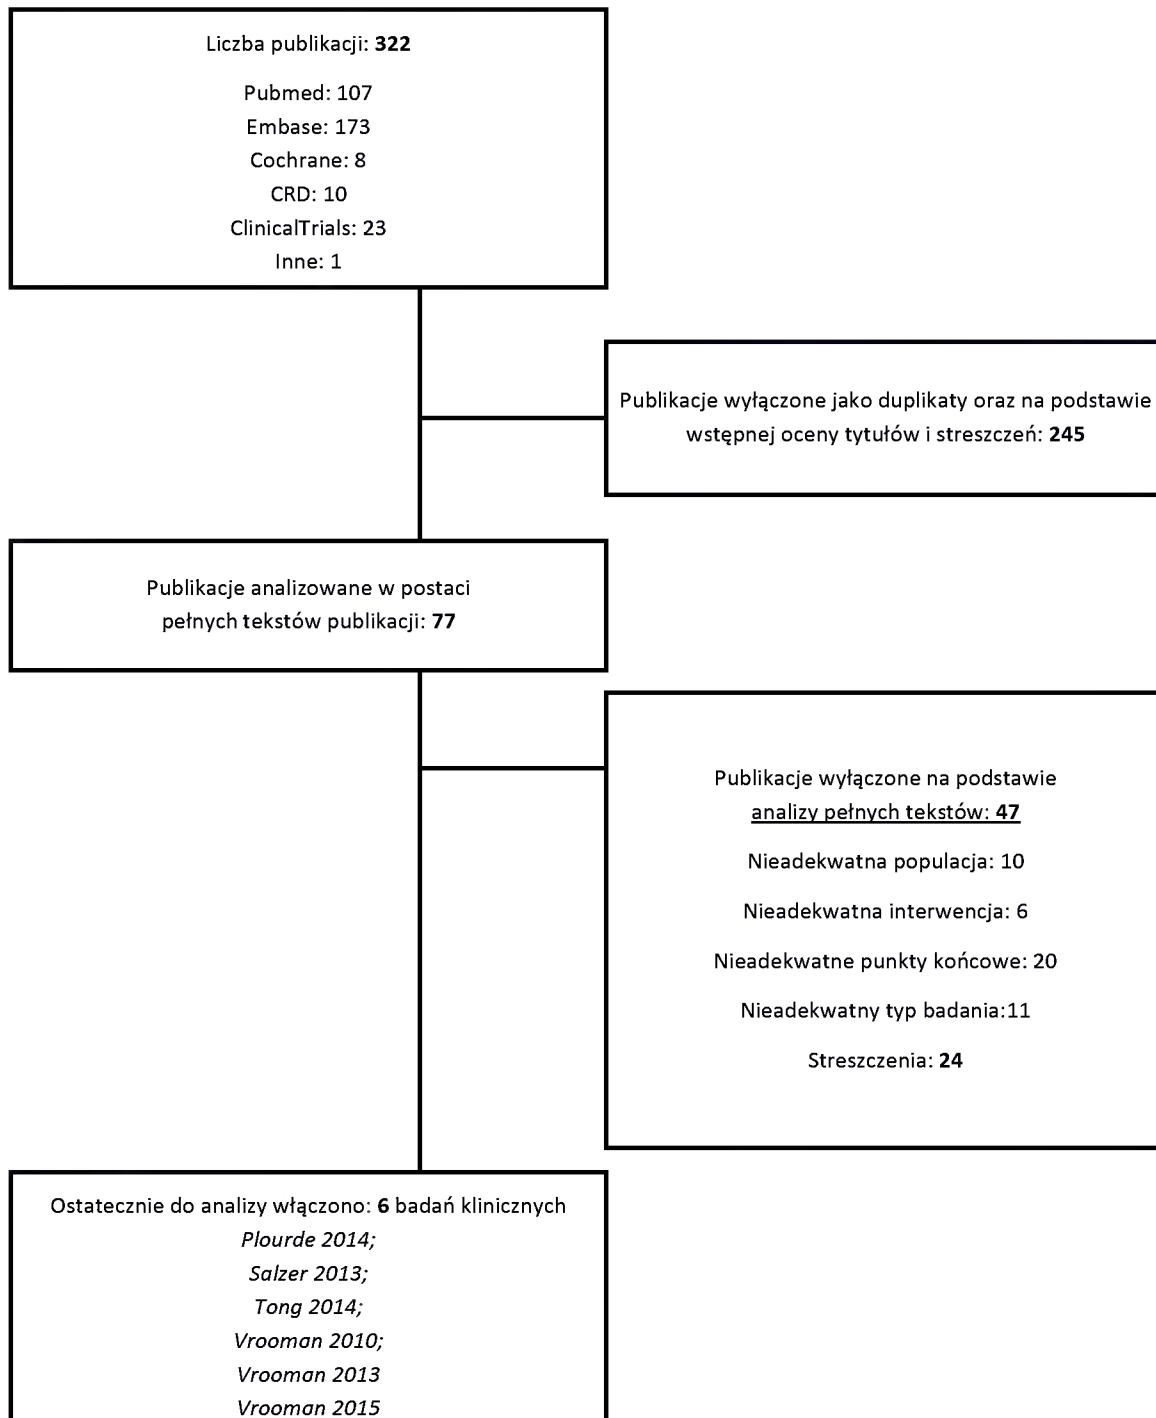 Liczba publikacji: 322
Pubmed: 107
Embase: 173
Cochrane: 8
CRD: 10
ClinicalTrials: 23
Inne: 1
Publikacje wyłączone jako duplikaty oraz na podstawie
wstępnej oceny tytułów i streszczeń: 245
Publikacje analizowane w postaci
pełnych tekstów publikacji: 77
Publikacje wyłączone na podstawie
analizy pełnych tekstów: 47
Nieadekwatna populacja: 10
Nieadekwatna interwencja: 6
Nieadekwatne punkty końcowe: 20
Nieadekwatny typ badania:11
Streszczenia: 24
Ostatecznie do analizy włączono: 6 badań klinicznych
Plourde 2014;
Salzer 2013;
Tong 2014;
Vrooman 2010;
Vrooman 2013
Vrooman 2015